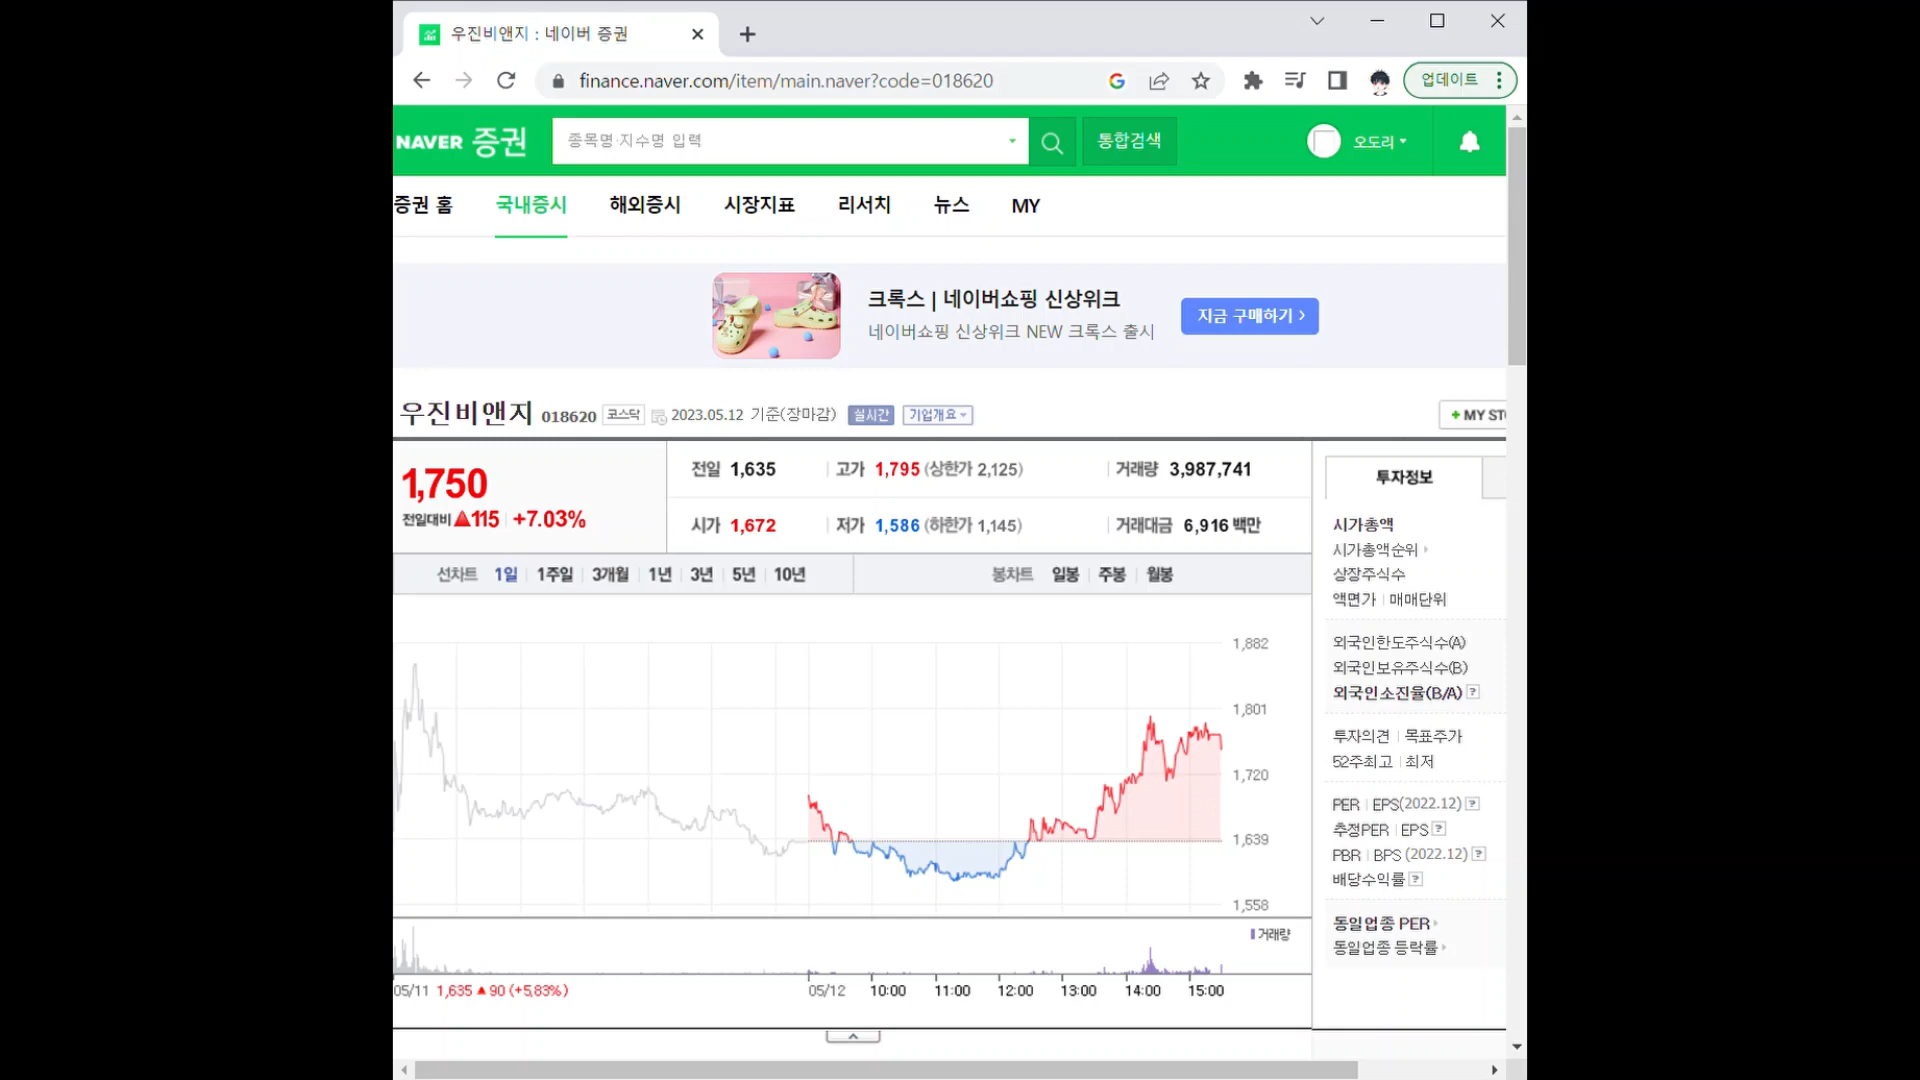 우진비앤지 : 네이버 증권
finance.naver.com/item/main.naver?code=018620
업데이트
NAVER 증권
종목명·지수명 입력
통합검색
오도리
증권 홈 국내증시 해외증시 시장지표 리서치 뉴스 MY
크록스 | 네이버쇼핑 신상위크
네이버쇼핑 신상위크 NEW 크록스 출시
지금 구매하기 >
우진비앤지 018620 코스닥 2023.05.12 기준(장마감) 실시간 기업개요
+ MY ST
1,750
전일대비 ▲115 +7.03%
전일 1,635 고가 1,795 (상한가 2,125) 거래량 3,987,741
시가 1,672 저가 1,586 (하한가 1,145) 거래대금 6,916 백만
선차트 1일 1주일 3개월 1년 3년 5년 10년 봉차트 일봉 주봉 월봉
1,882
1,801
1,720
1,639
1,558
거래량
05/11 1,635 ▲ 90 (+5.83%)
05/12 10:00 11:00 12:00 13:00 14:00 15:00
투자정보
시가총액
시가총액순위
상장주식수
액면가 | 매매단위
외국인한도주식수(A)
외국인보유주식수(B)
외국인소진율(B/A) ?
투자의견 | 목표주가
52주최고 | 최저
PER | EPS(2022.12) ?
추정PER | EPS ?
PBR | BPS (2022.12) ?
배당수익률 ?
동일업종 PER
동일업종 등락률